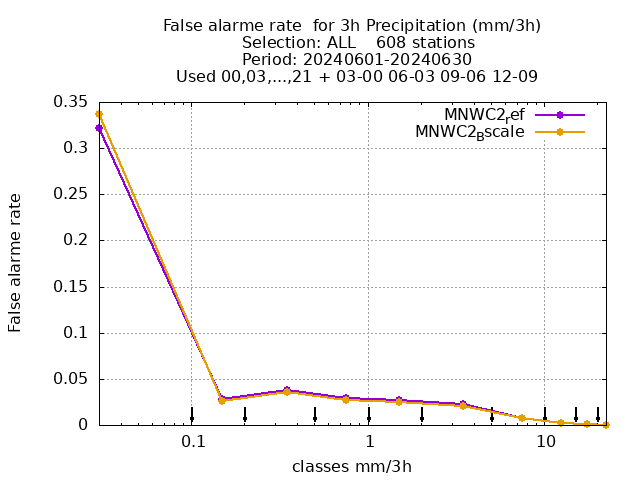 False alarme rate  for 3h Precipitation (mm/3h)
Selection: ALL    608 stations
Period: 20240601-20240630
Used 00,03,...,21 + 03-00 06-03 09-06 12-09
MNWC2ref
MNWC2Bscale
0.35
0.3
0.25
0.2
0.15
0.1
0.05
0
False alarme rate
0.1
1
10
classes mm/3h